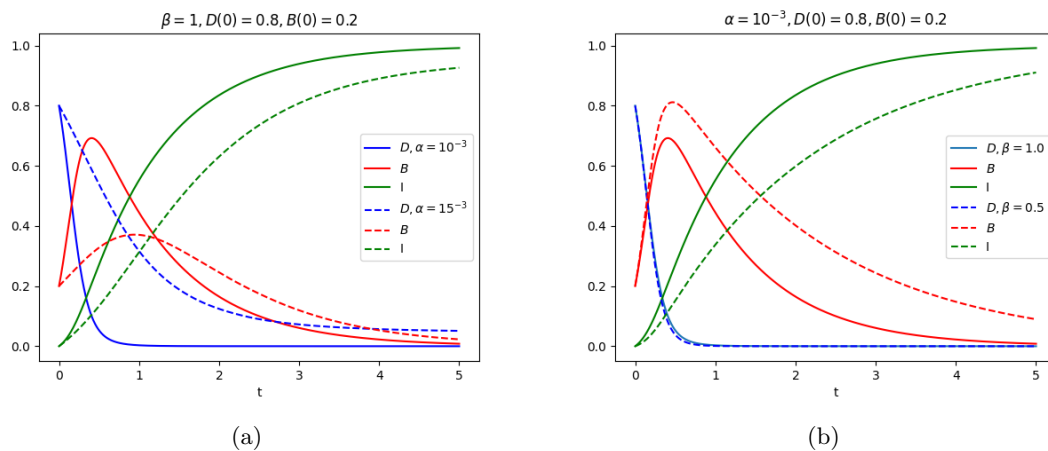 β = 1, D(0) = 0.8, B(0) = 0.2
1.0
0.8
0.6
0.4
0.2
0.0
0 1 2 3 4 5
t
D, α = 10⁻³
B
I
D, α = 15⁻³
B
I
(a)
α = 10⁻³, D(0) = 0.8, B(0) = 0.2
1.0
0.8
0.6
0.4
0.2
0.0
0 1 2 3 4 5
t
D, β = 1.0
B
I
D, β = 0.5
B
I
(b)